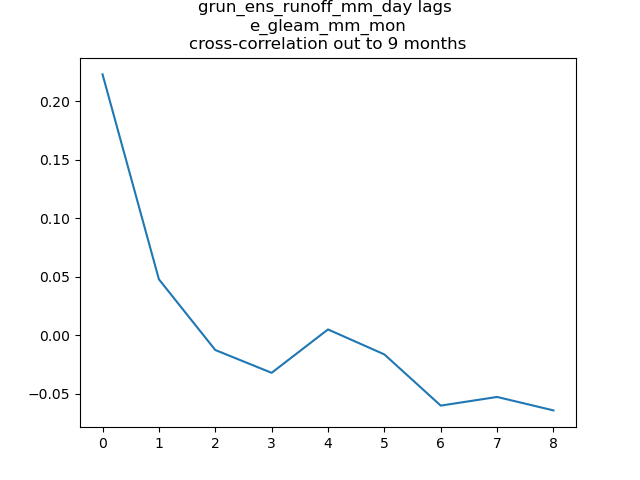 grun_ens_runoff_mm_day lags
e_gleam_mm_mon
cross-correlation out to 9 months
0.20
0.15
0.10
0.05
0.00
−0.05
0 1 2 3 4 5 6 7 8